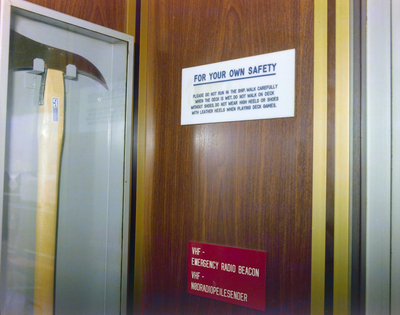 FOR YOUR OWN SAFETY
PLEASE DO NOT RUN IN THE SHIP. WALK CAREFULLY
WHEN THE DECK IS WET. DO NOT WALK ON DECK
WITHOUT SHOES. DO NOT WEAR HIGH HEELS OR SHOES
WITH LEATHER HEELS WHEN PLAYING DECK GAMES.
VHF -
EMERGENCY RADIO BEACON
VHF -
NØDRADIOPEILESENDER